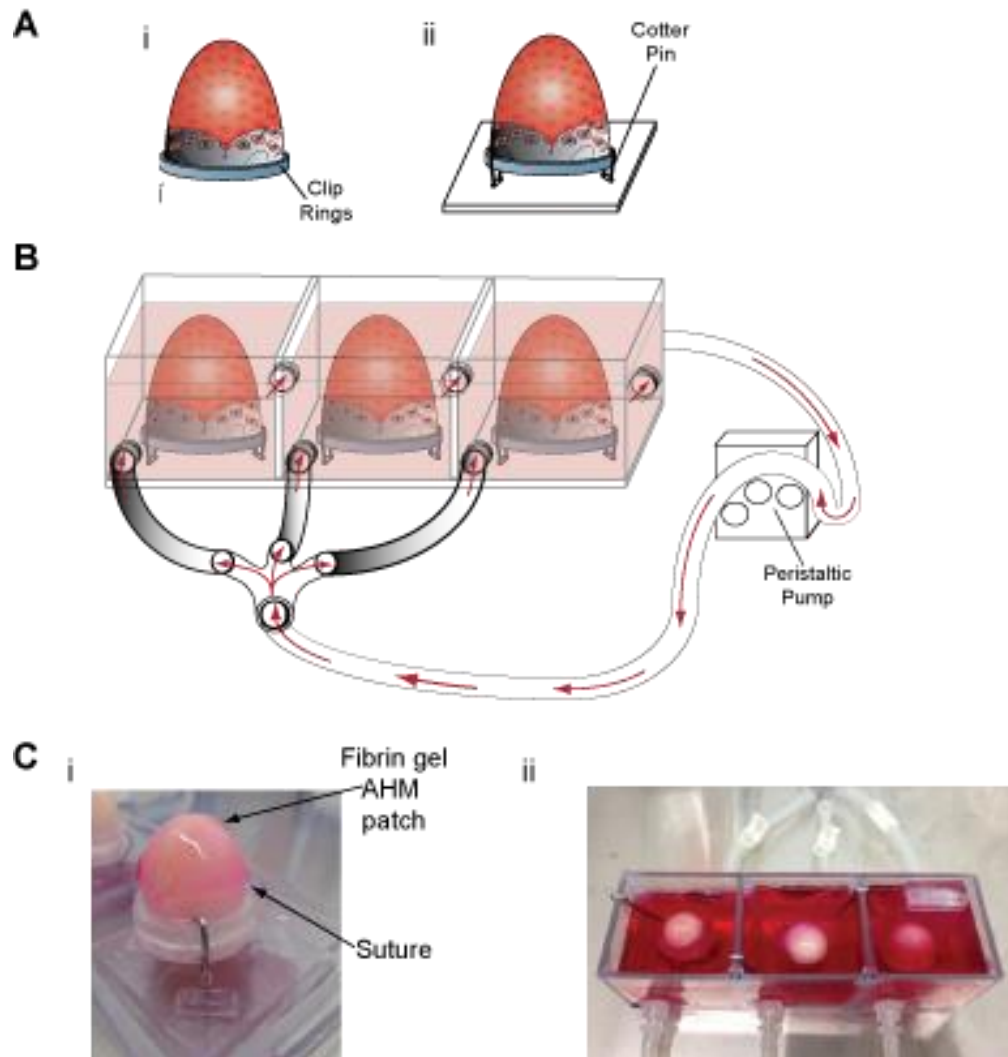 A
i
ii
Cotter
Pin
Clip
Rings
i
B
Peristaltic
Pump
C
i
Fibrin gel
AHM
patch
Suture
ii